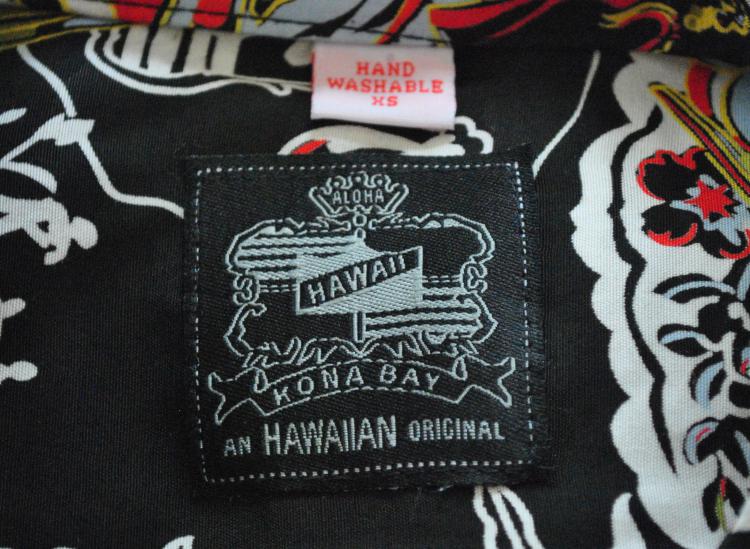 HAND
WASHABLE
XS
ALOHA
HAWAII
KONA BAY
AN HAWAIIAN ORIGINAL